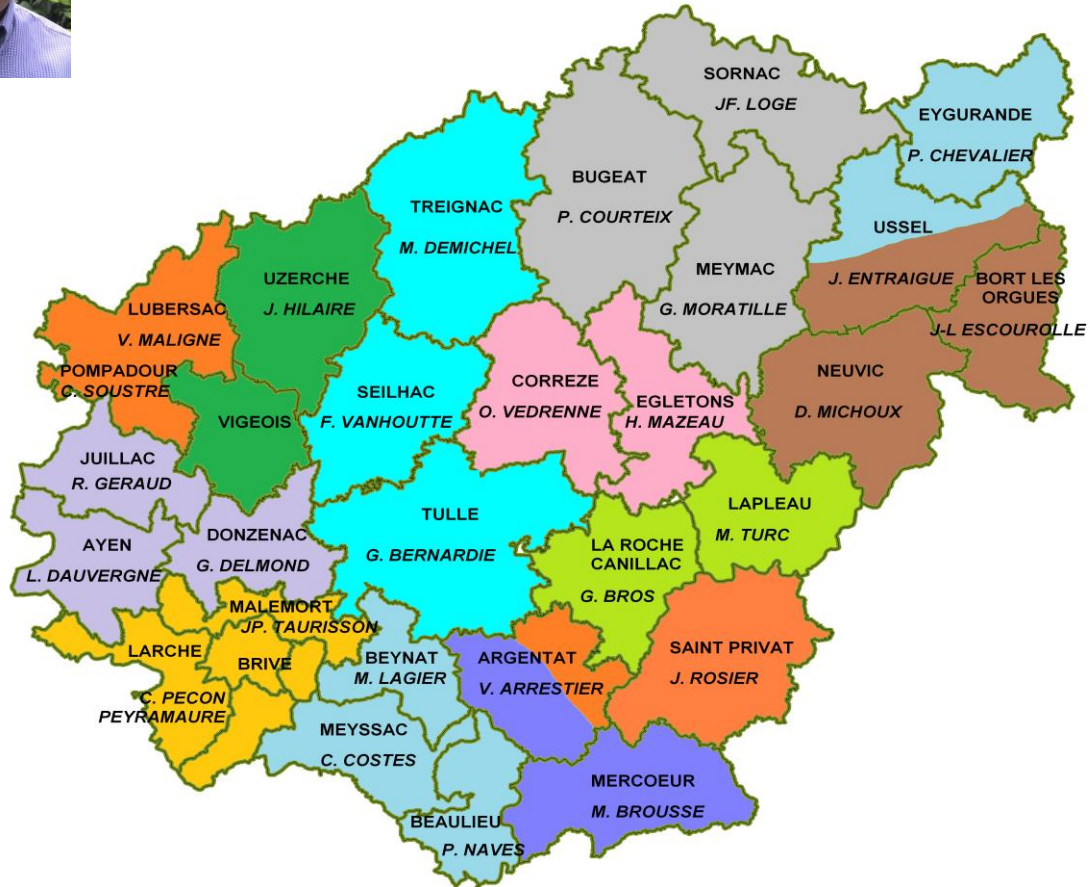 SORNAC
JF. LOGE
EYGURANDE
P. CHEVALIER
BUGEAT
P. COURTEIX
TREIGNAC
M. DEMICHEL
USSEL
J. ENTRAIGUE
MEYMAC
G. MORATILLE
BORT LES
ORGUES
J-L ESCOUROLLE
UZERCHE
J. HILAIRE
LUBERSAC
V. MALIGNE
POMPADOUR
C. SOUSTRE
NEUVIC
D. MICHOUX
CORREZE
O. VEDRENNE
EGLETONS
H. MAZEAU
SEILHAC
F. VANHOUTTE
VIGEOIS
JUILLAC
R. GERAUD
LAPLEAU
M. TURC
TULLE
G. BERNARDIE
DONZENAC
G. DELMOND
AYEN
L. DAUVERGNE
LA ROCHE
CANILLAC
G. BROS
MALEMORT
JP. TAURISSON
LARCHE
C. PECON
PEYRAMAURE
BRIVE
BEYNAT
M. LAGIER
ARGENTAT
V. ARRESTIER
SAINT PRIVAT
J. ROSIER
MEYSSAC
C. COSTES
MERCOEUR
M. BROUSSE
BEAULIEU
P. NAVES